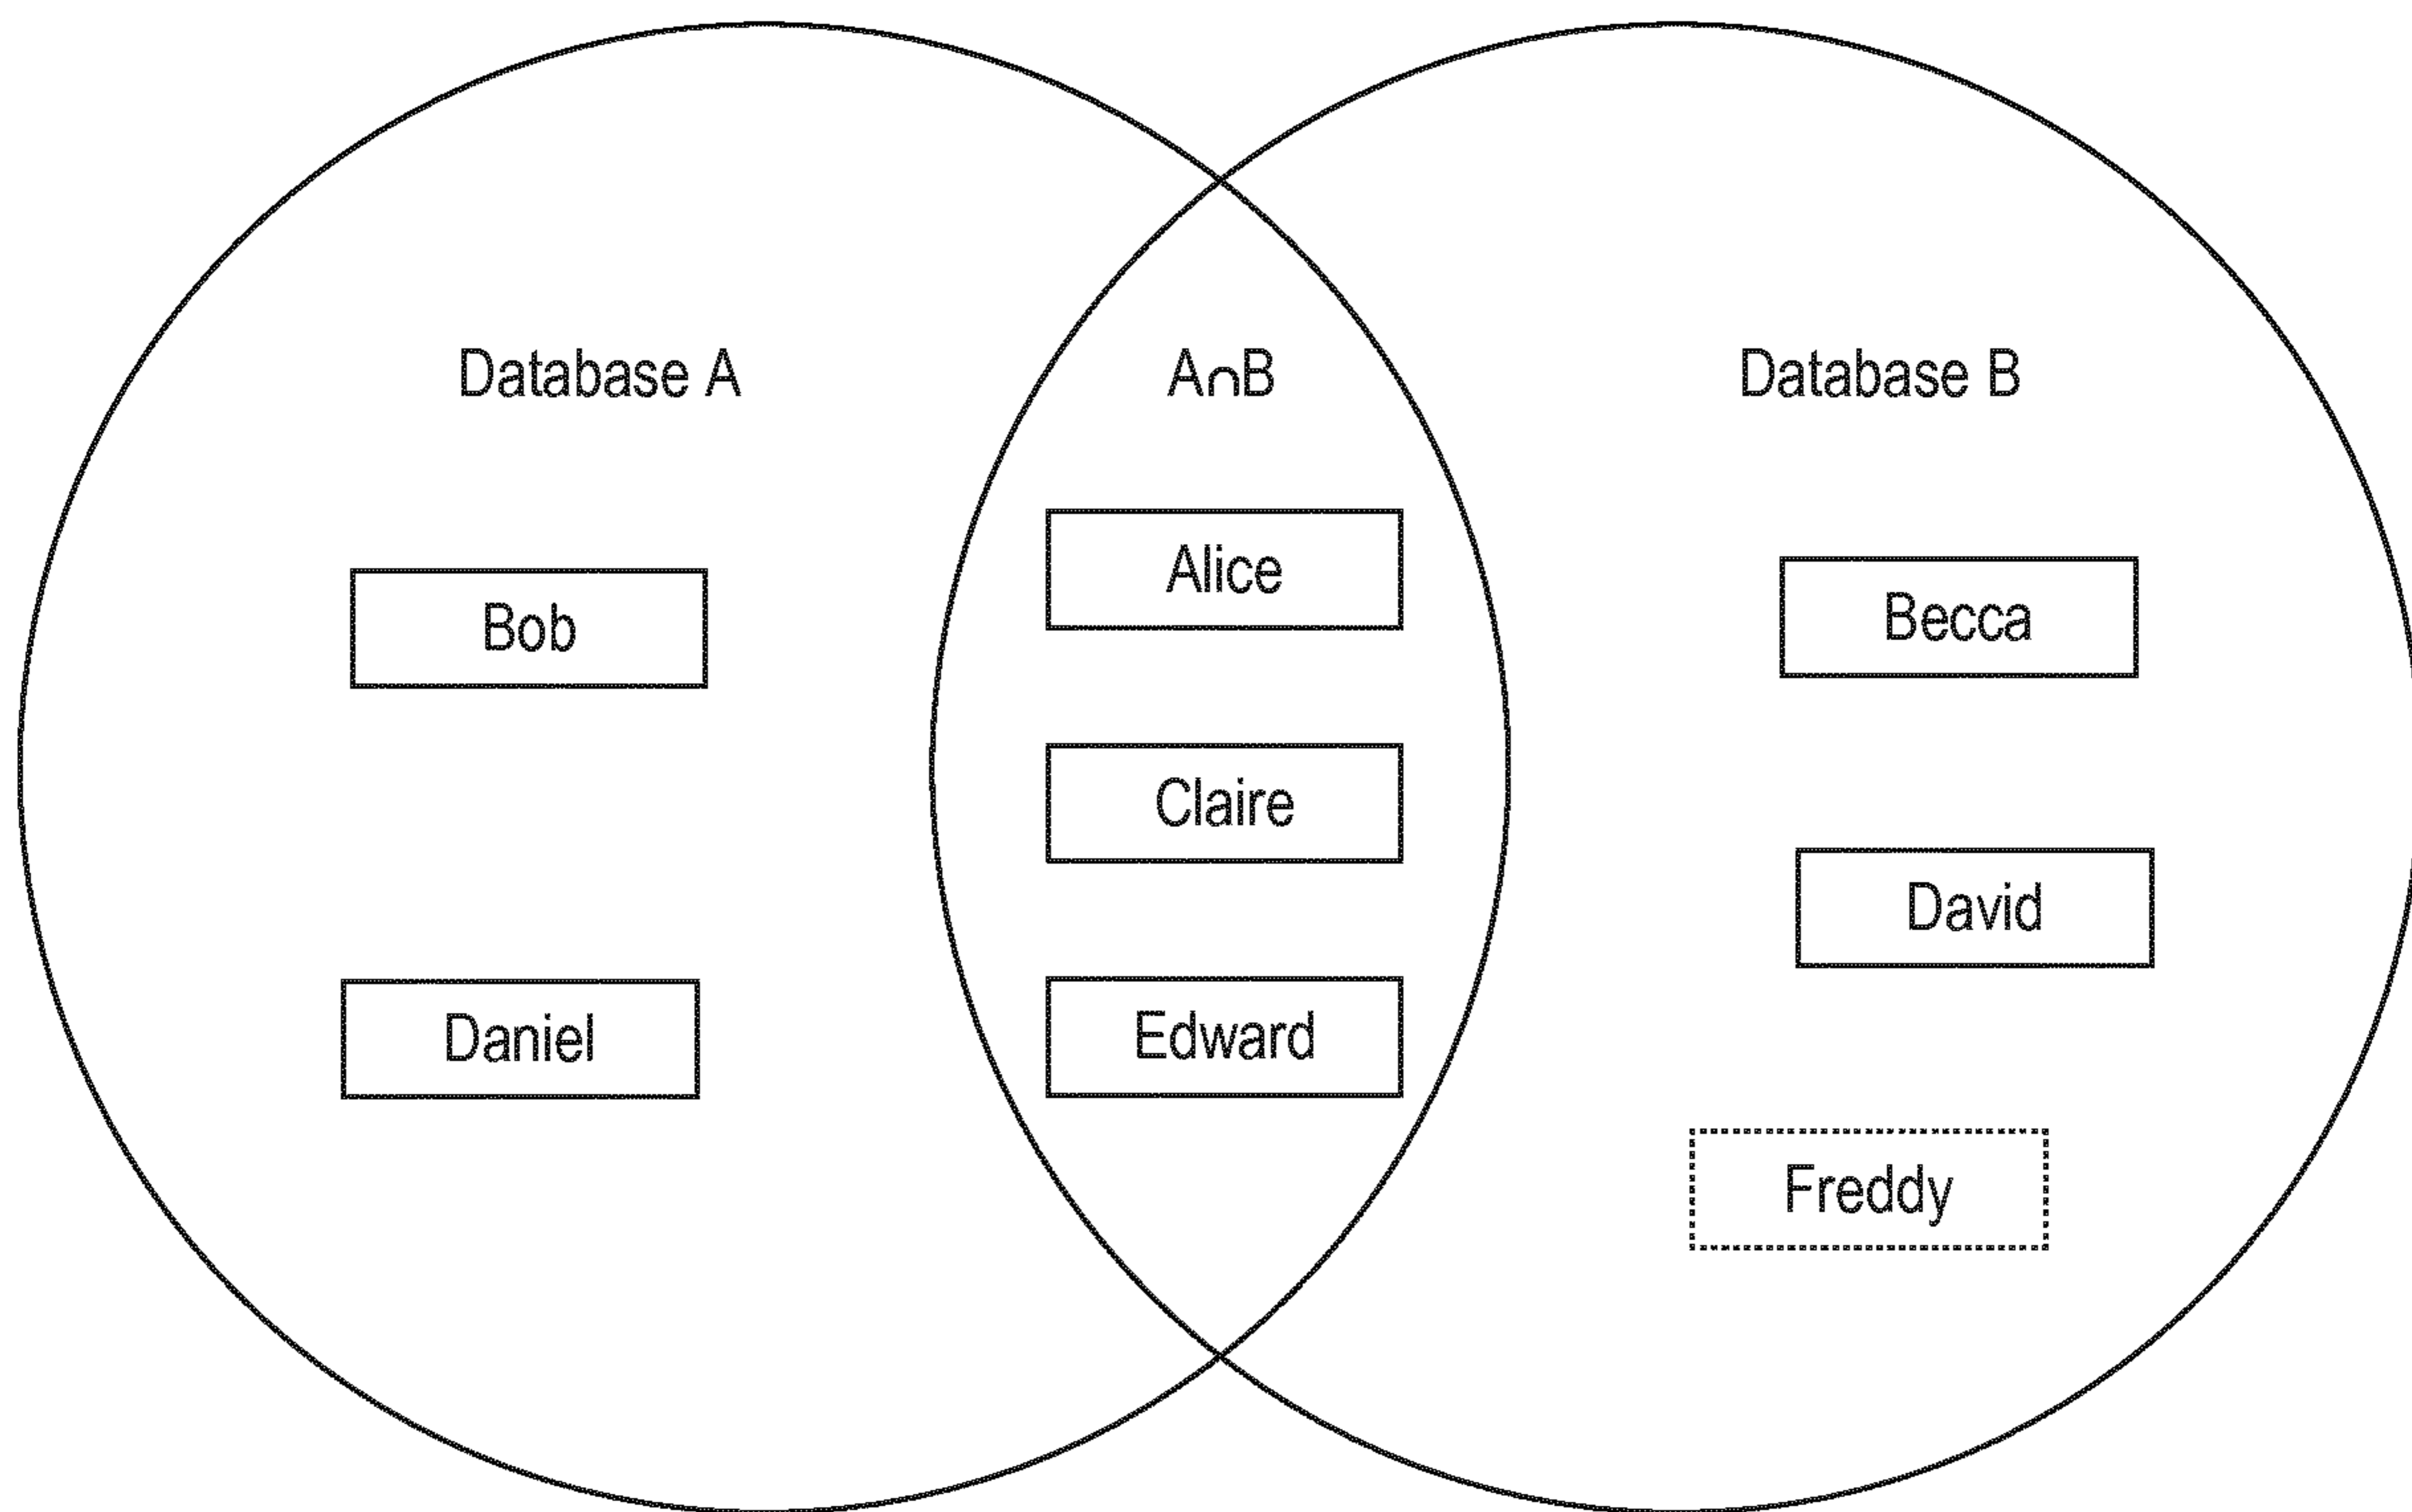 Database A
A∩B
Database B
Bob
Alice
Becca
Claire
David
Daniel
Edward
Freddy